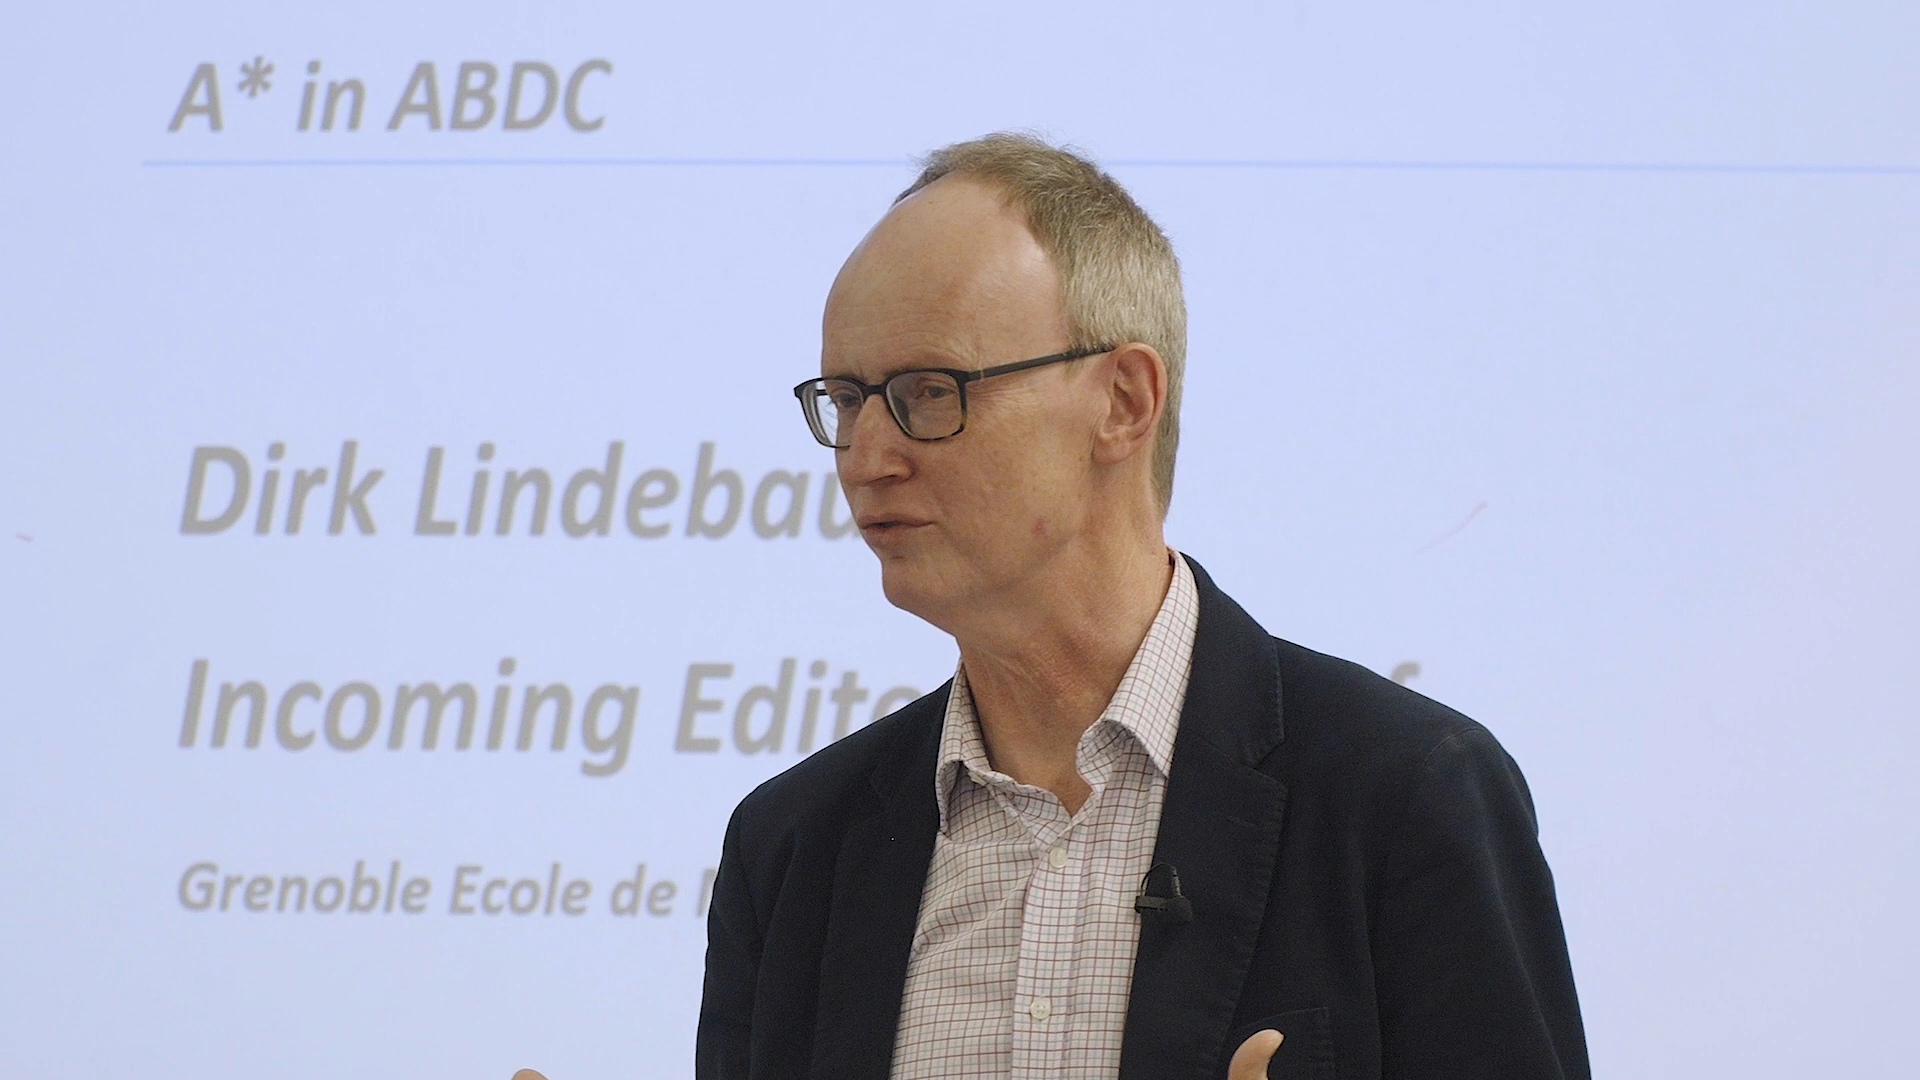 A* in ABDC
Dirk Lindebau
Incoming Edito
Grenoble Ecole de